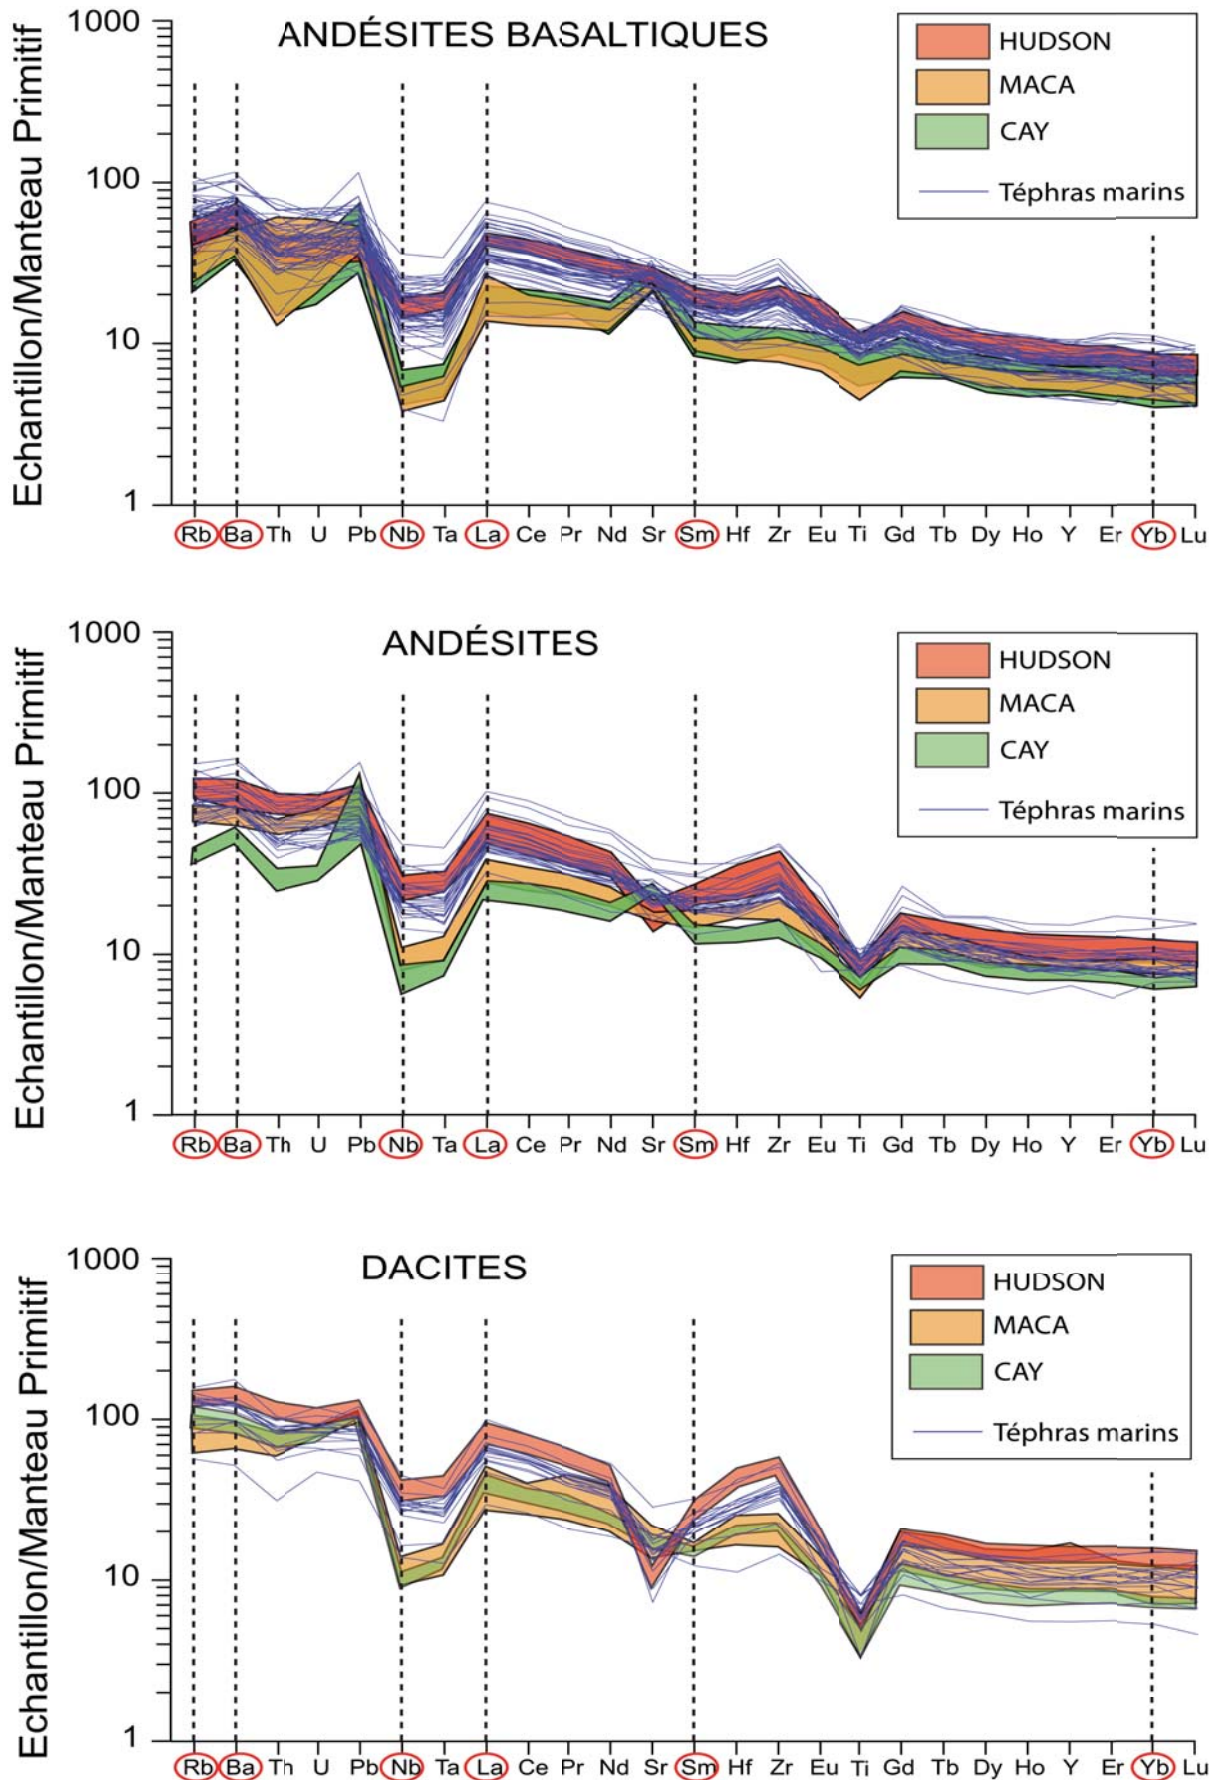 ANDÉSITES BASALTIQUES
Echantillon/Manteau Primitif
1000
100
10
1
HUDSON
MACA
CAY
Téphras marins
Rb Ba Th U Pb Nb Ta La Ce Pr Nd Sr Sm Hf Zr Eu Ti Gd Tb Dy Ho Y Er Yb Lu
ANDÉSITES
Echantillon/Manteau Primitif
1000
100
10
1
HUDSON
MACA
CAY
Téphras marins
Rb Ba Th U Pb Nb Ta La Ce Pr Nd Sr Sm Hf Zr Eu Ti Gd Tb Dy Ho Y Er Yb Lu
DACITES
Echantillon/Manteau Primitif
1000
100
10
1
HUDSON
MACA
CAY
Téphras marins
Rb Ba Th U Pb Nb Ta La Ce Pr Nd Sr Sm Hf Zr Eu Ti Gd Tb Dy Ho Y Er Yb Lu